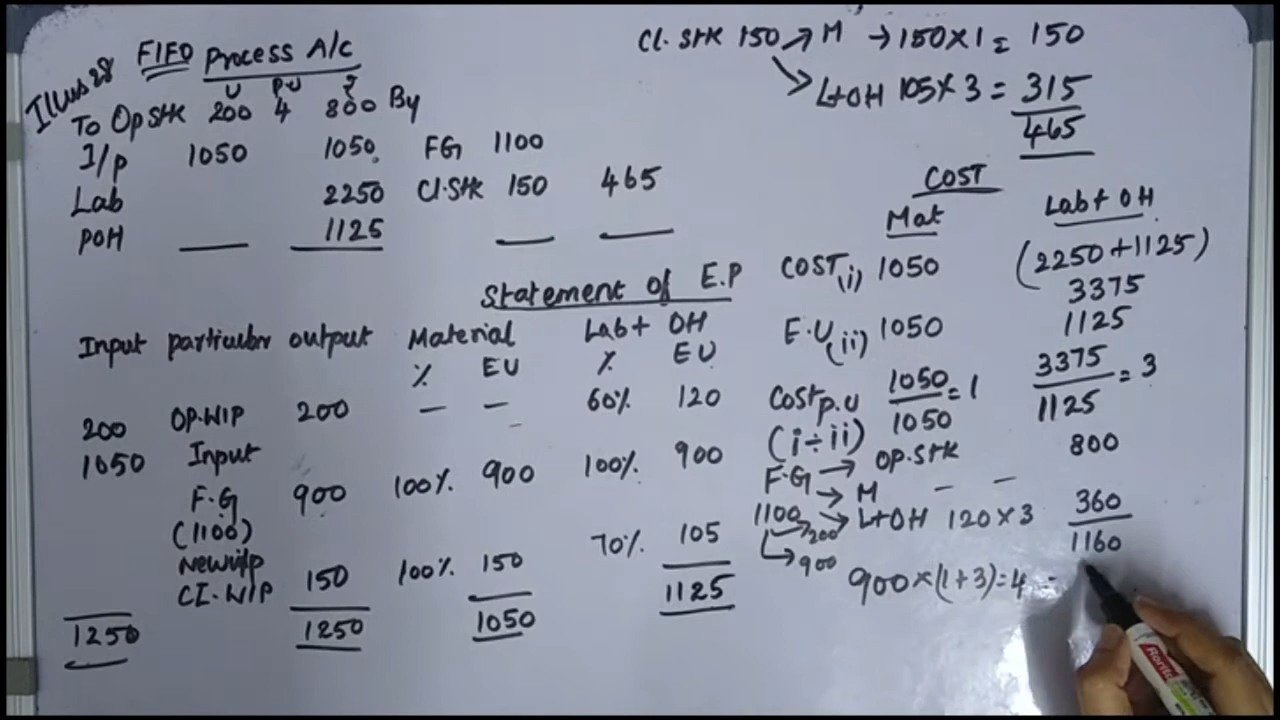 Illus 28 FIFO Process A/c
U P.U ₹
To Op Stk 200 4 800 By
I/p 1050 1050 FG 1100
Lab 2250 Cl.Stk 150 465
POH 1125
Cl. Stk 150 → M → 150 × 1 = 150
→ L+OH 105 × 3 = 315
465
Statement of E.P
Input particular output Material Lab + OH
% EU % EU
200 OP.WIP 200 — — 60% 120
1050 Input
F.G 900 100% 900 100% 900
(1100)
New i/p
Cl-WIP 150 100% 150 70% 105
1250 1250 1050 1125
COST
Mat Lab + OH
COST (i) 1050 (2250 + 1125)
3375
E.U (ii) 1050 1125
Cost p.u 1050/1050 = 1 3375/1125 = 3
(i ÷ ii)
F.G → OP.Stk 800
→ M — —
1100 → 200 → L+OH 120 × 3 360
1160
→ 900
900 × (1+3) = 4 =